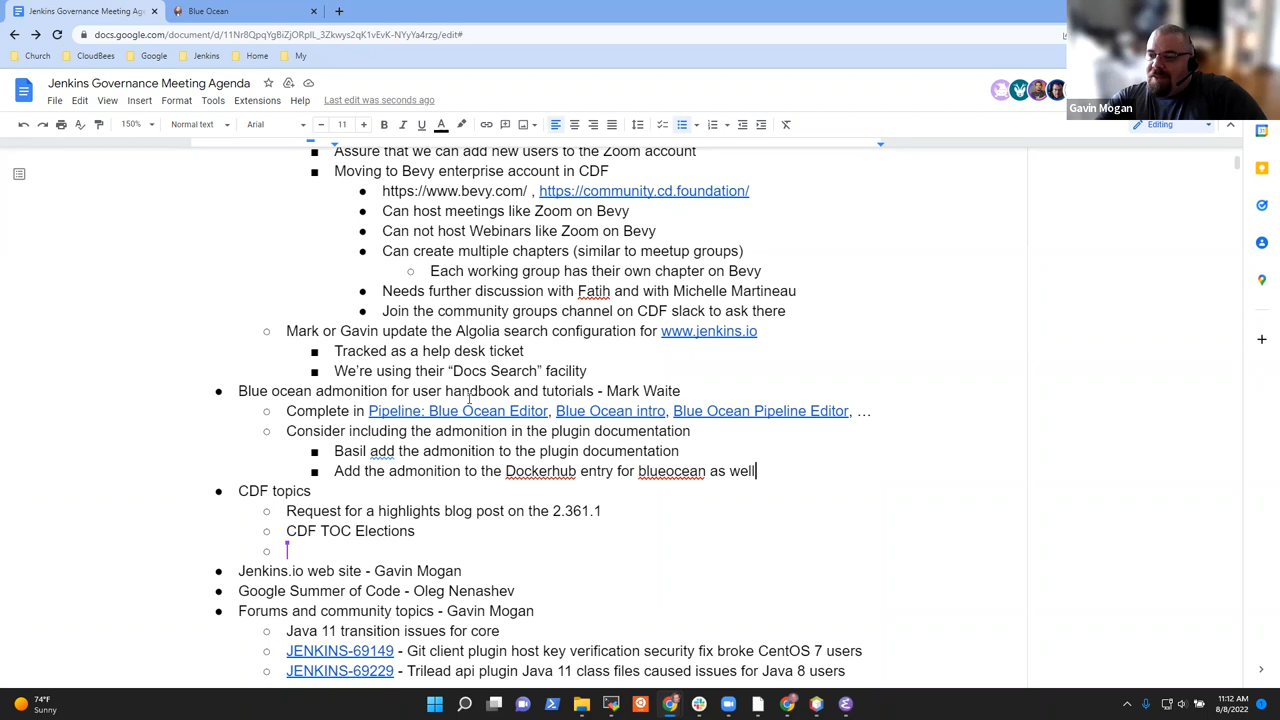 Jenkins Governance Meeting Ag
Blue Ocean
docs.google.com/document/d/11Nr8QpqYgBiZjORplL_3Zkwys2qK1vEvK-NYyYa4rzg/edit#
Church
CloudBees
Google
Jenkins
Home
My
Jenkins Governance Meeting Agenda
File Edit View Insert Format Tools Extensions Help Last edit was seconds ago
Gavin Mogan
150% Normal text Arial 11 Editing
Assure that we can add new users to the Zoom account
Moving to Bevy enterprise account in CDF
https://www.bevy.com/ , https://community.cd.foundation/
Can host meetings like Zoom on Bevy
Can not host Webinars like Zoom on Bevy
Can create multiple chapters (similar to meetup groups)
Each working group has their own chapter on Bevy
Needs further discussion with Fatih and with Michelle Martineau
Join the community groups channel on CDF slack to ask there
Mark or Gavin update the Algolia search configuration for www.jenkins.io
Tracked as a help desk ticket
We’re using their “Docs Search” facility
Blue ocean admonition for user handbook and tutorials - Mark Waite
Complete in Pipeline: Blue Ocean Editor, Blue Ocean intro, Blue Ocean Pipeline Editor, …
Consider including the admonition in the plugin documentation
Basil add the admonition to the plugin documentation
Add the admonition to the Dockerhub entry for blueocean as well
CDF topics
Request for a highlights blog post on the 2.361.1
CDF TOC Elections
Jenkins.io web site - Gavin Mogan
Google Summer of Code - Oleg Nenashev
Forums and community topics - Gavin Mogan
Java 11 transition issues for core
JENKINS-69149 - Git client plugin host key verification security fix broke CentOS 7 users
JENKINS-69229 - Trilead api plugin Java 11 class files caused issues for Java 8 users
74°F
Sunny
11:12 AM
8/8/2022